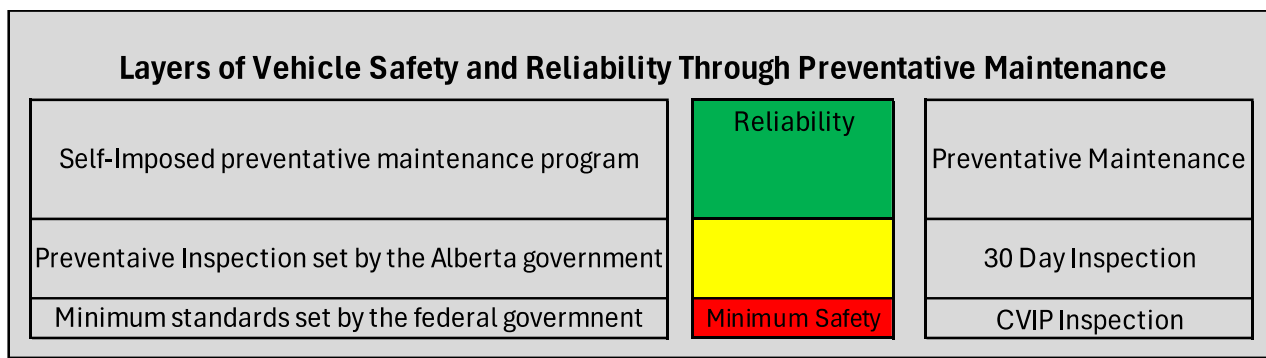 Layers of Vehicle Safety and Reliability Through Preventative Maintenance
Self-Imposed preventative maintenance program
Reliability
Preventative Maintenance
Preventaive Inspection set by the Alberta government
30 Day Inspection
Minimum standards set by the federal govermnent
Minimum Safety
CVIP Inspection